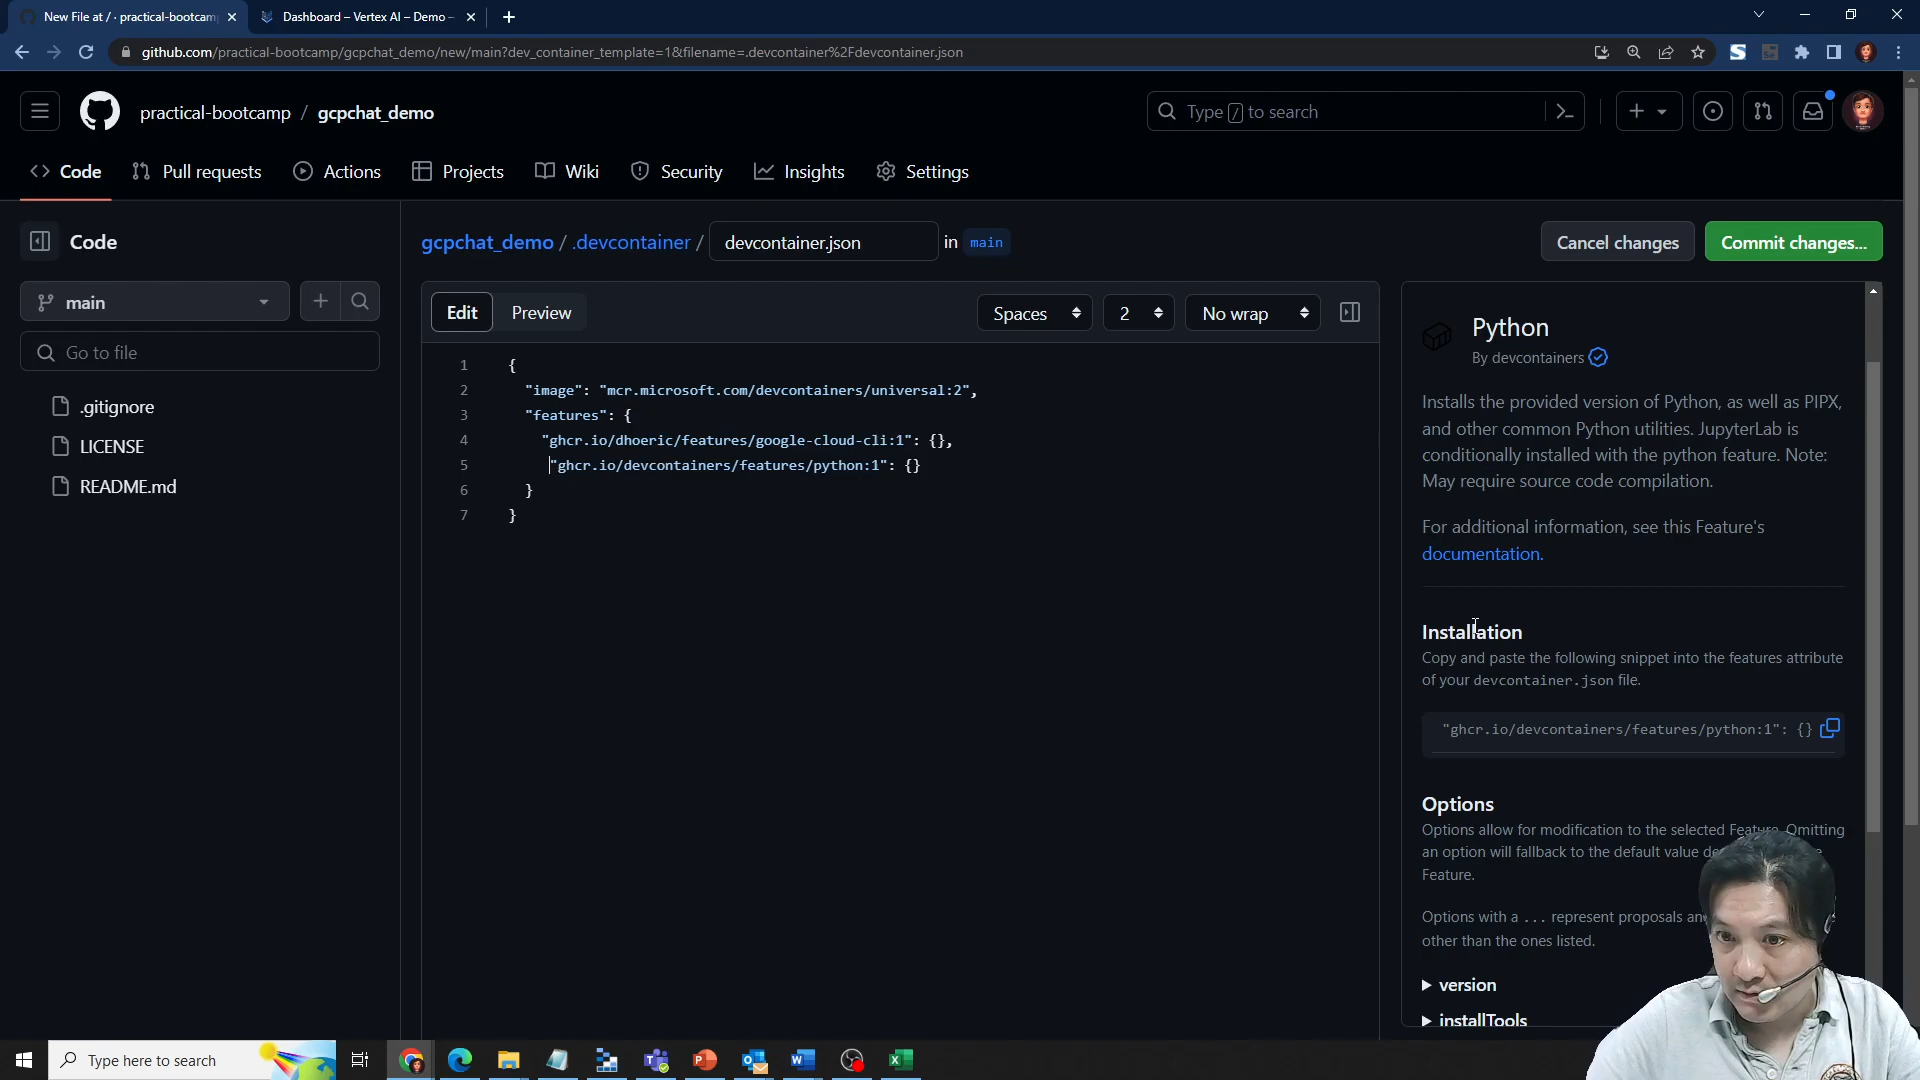 New File at / · practical-bootcam
Dashboard – Vertex AI – Demo –
github.com/practical-bootcamp/gcpchat_demo/new/main?dev_container_template=1&filename=.devcontainer%2Fdevcontainer.json
practical-bootcamp / gcpchat_demo
Type / to search
Code
Pull requests
Actions
Projects
Wiki
Security
Insights
Settings
Code
main
Go to file
.gitignore
LICENSE
README.md
gcpchat_demo / .devcontainer / devcontainer.json in main
Cancel changes
Commit changes...
Edit
Preview
Spaces
2
No wrap
1 {
2 "image": "mcr.microsoft.com/devcontainers/universal:2",
3 "features": {
4 "ghcr.io/dhoeric/features/google-cloud-cli:1": {},
5 "ghcr.io/devcontainers/features/python:1": {}
6 }
7 }
Python
By devcontainers
Installs the provided version of Python, as well as PIPX,
and other common Python utilities. JupyterLab is
conditionally installed with the python feature. Note:
May require source code compilation.
For additional information, see this Feature's
documentation.
Installation
Copy and paste the following snippet into the features attribute
of your devcontainer.json file.
"ghcr.io/devcontainers/features/python:1": {}
Options
Options allow for modification to the selected Feature. Omitting
an option will fallback to the default value
Feature.
Options with a ... represent proposals
other than the ones listed.
version
installTools
Type here to search